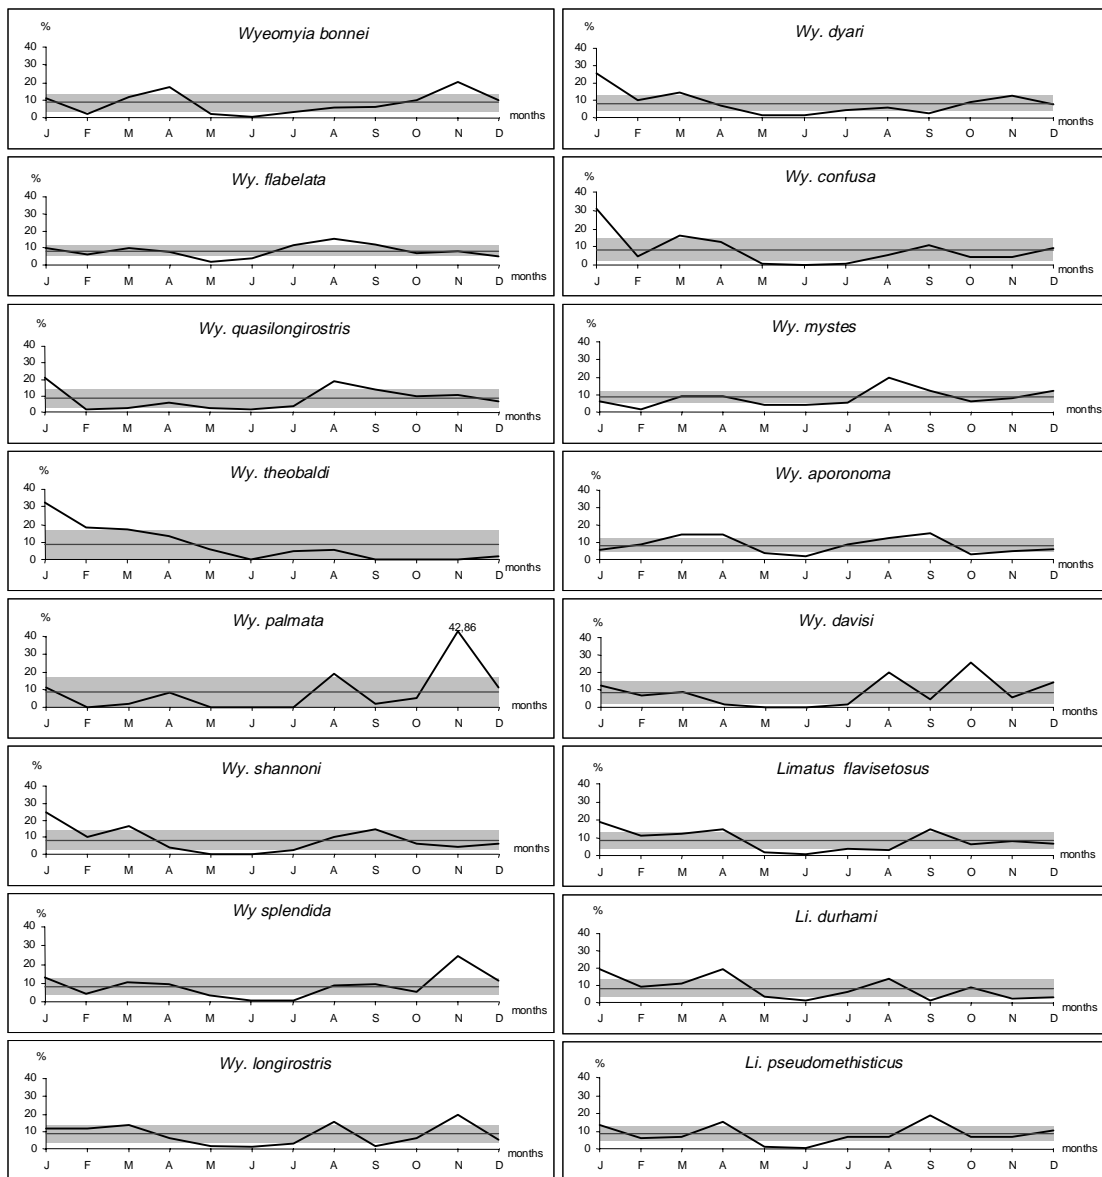 %
Wyeomyia bonnei
40
30
20
10
0
J F M A M J J A S O N D
months
%
Wy. dyari
40
30
20
10
0
J F M A M J J A S O N D
months
%
Wy. flabelata
40
30
20
10
0
J F M A M J J A S O N D
months
%
Wy. confusa
40
30
20
10
0
J F M A M J J A S O N D
months
%
Wy. quasilongirostris
40
30
20
10
0
J F M A M J J A S O N D
months
%
Wy. mystes
40
30
20
10
0
J F M A M J J A S O N D
months
%
Wy. theobaldi
40
30
20
10
0
J F M A M J J A S O N D
months
%
Wy. aporonoma
40
30
20
10
0
J F M A M J J A S O N D
months
%
Wy. palmata
42,86
40
30
20
10
0
J F M A M J J A S O N D
months
%
Wy. davisi
40
30
20
10
0
J F M A M J J A S O N D
months
%
Wy. shannoni
40
30
20
10
0
J F M A M J J A S O N D
months
%
Limatus flavisetosus
40
30
20
10
0
J F M A M J J A S O N D
months
%
Wy splendida
40
30
20
10
0
J F M A M J J A S O N D
months
%
Li. durhami
40
30
20
10
0
J F M A M J J A S O N D
months
%
Wy. longirostris
40
30
20
10
0
J F M A M J J A S O N D
months
%
Li. pseudomethisticus
40
30
20
10
0
J F M A M J J A S O N D
months